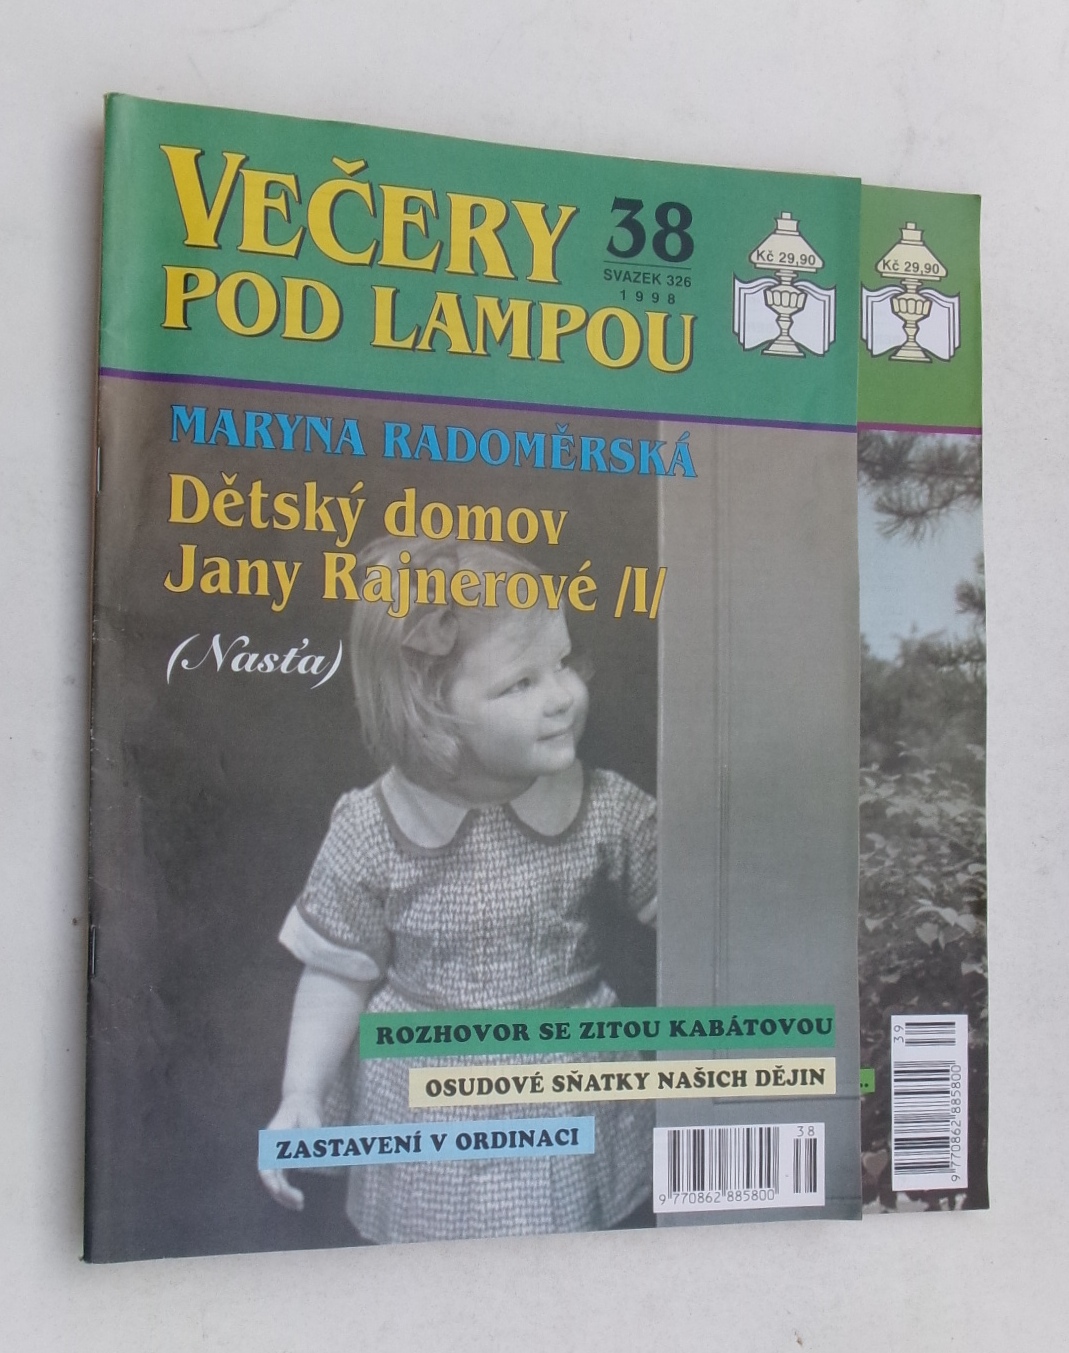 VEČERY
POD LAMPOU
38
SVAZEK 326
1998
Kč 29,90
Kč 29,90
MARYNA RADOMĚRSKÁ
Dětský domov
Jany Rajnerové /I/
(Nasťa)
ROZHOVOR SE ZITOU KABÁTOVOU
OSUDOVÉ SŇATKY NAŠICH DĚJIN
ZASTAVENÍ V ORDINACI
38
9 770862 885800
..
39
9 770862 885800